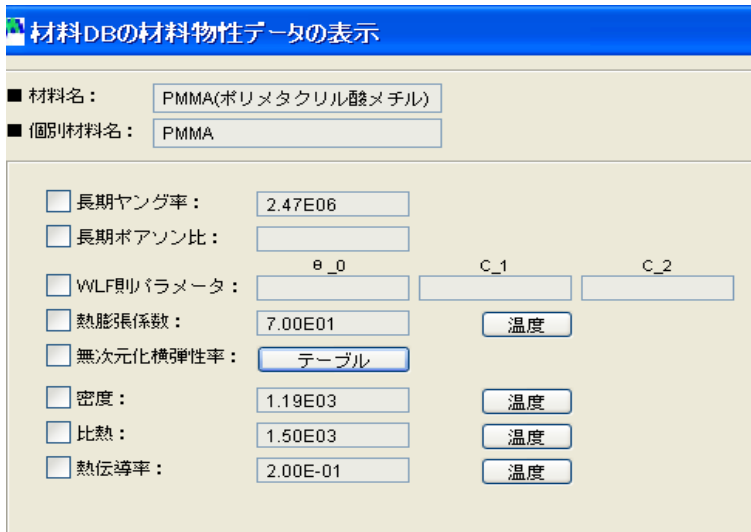 材料DBの材料物性データの表示
■ 材料名： PMMA(ポリメタクリル酸メチル)
■ 個別材料名： PMMA
長期ヤング率： 2.47E06
長期ポアソン比：
θ_0 C_1 C_2
WLF則パラメータ：
熱膨張係数： 7.00E01 温度
無次元化横弾性率： テーブル
密度： 1.19E03 温度
比熱： 1.50E03 温度
熱伝導率： 2.00E-01 温度